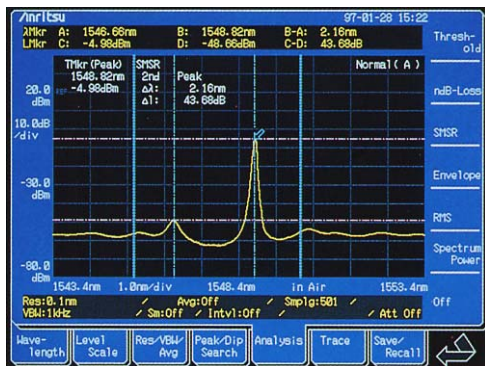 Anritsu 97-01-28 15:22
λMkr A: 1546.66nm B: 1548.82nm B-A: 2.16nm
LMkr C: -4.98dBm D: -48.66dBm C-D: 43.68dB
Thresh-
old
TMkr(Peak) SMSR Normal( A )
1548.82nm 2nd Peak
-4.98dBm Δλ: 2.16nm
Δl: 43.68dB
20.0
dBm
ndB-Loss
10.0dB
/div
SMSR
-30.0
dBm
Envelope
RMS
Spectrum
Power
-80.0
dBm
1543.4nm 1.0nm/div 1548.4nm in Air 1553.4nm
Res:0.1nm / Avg:Off / Smplg:501 /
VBW:1kHz / Sm:Off / Intvl:Off / Att Off
Off
Wave-
length
Level
Scale
Res/VBW/
Avg
Peak/Dip
Search
Analysis
Trace
Save/
Recall